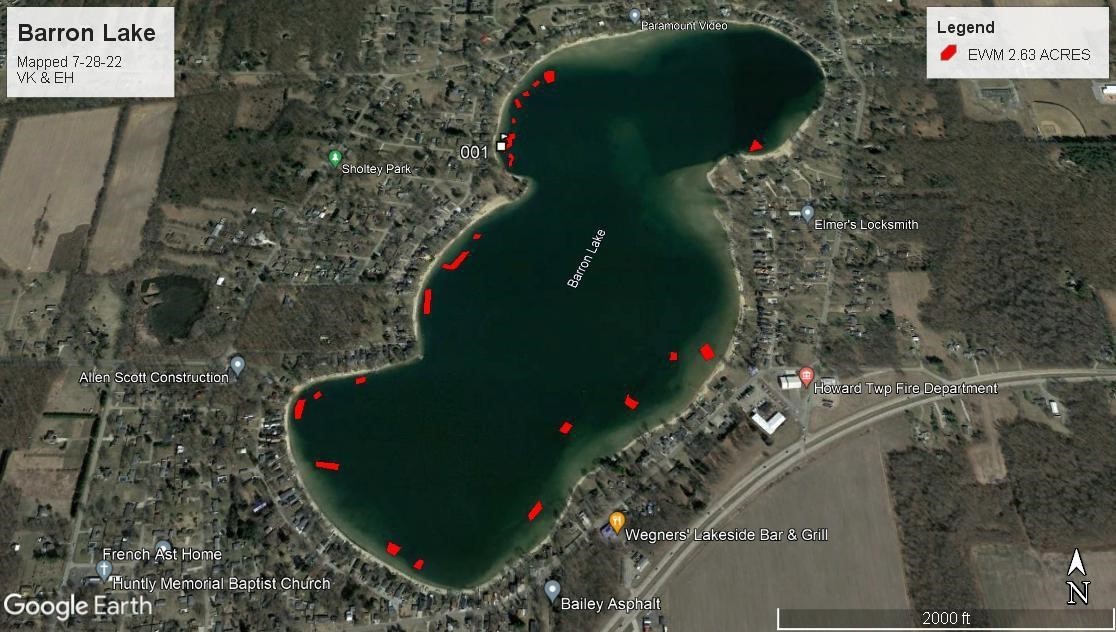 Barron Lake
Mapped 7-28-22
VK & EH
Paramount Video
Legend
EWM 2.63 ACRES
001
Sholtey Park
Elmer's Locksmith
Barron Lake
Allen Scott Construction
Howard Twp Fire Department
Wegners' Lakeside Bar & Grill
French Ast Home
Huntly Memorial Baptist Church
Bailey Asphalt
N
Google Earth
2000 ft